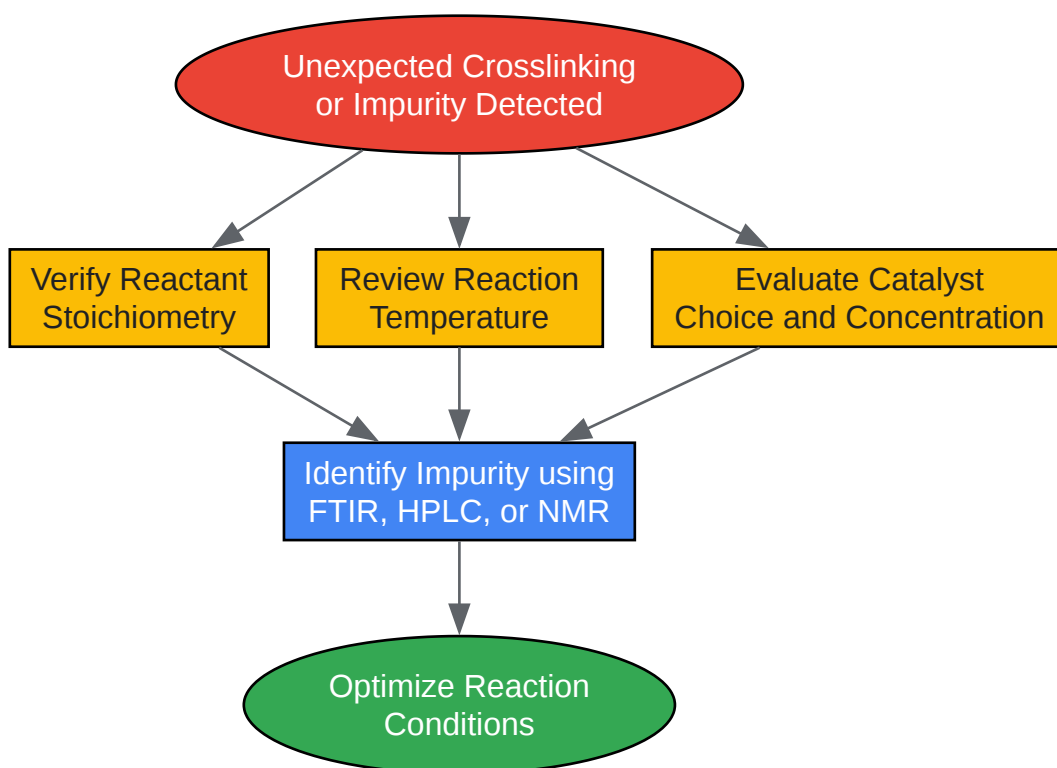 Unexpected Crosslinking
or Impurity Detected
Verify Reactant
Stoichiometry
Review Reaction
Temperature
Evaluate Catalyst
Choice and Concentration
Identify Impurity using
FTIR, HPLC, or NMR
Optimize Reaction
Conditions